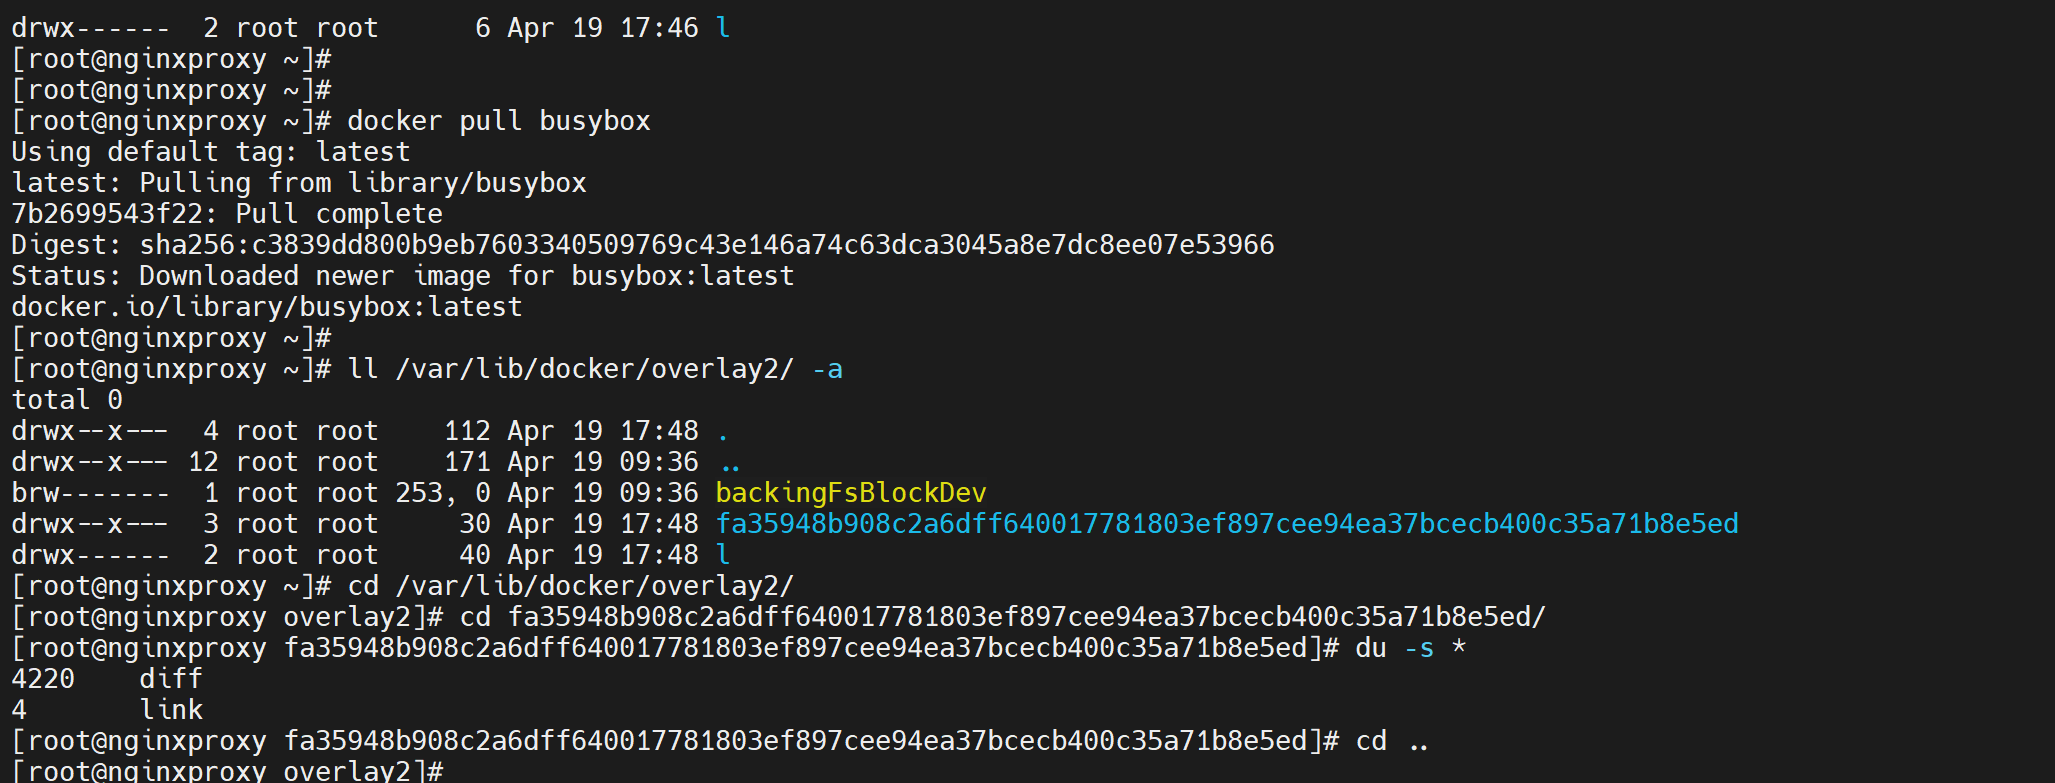 drwx------  2 root root      6 Apr 19 17:46 l
[root@nginxproxy ~]#
[root@nginxproxy ~]#
[root@nginxproxy ~]# docker pull busybox
Using default tag: latest
latest: Pulling from library/busybox
7b2699543f22: Pull complete
Digest: sha256:c3839dd800b9eb7603340509769c43e146a74c63dca3045a8e7dc8ee07e53966
Status: Downloaded newer image for busybox:latest
docker.io/library/busybox:latest
[root@nginxproxy ~]#
[root@nginxproxy ~]# ll /var/lib/docker/overlay2/ -a
total 0
drwx--x---  4 root root    112 Apr 19 17:48 .
drwx--x--- 12 root root    171 Apr 19 09:36 ..
brw-------  1 root root 253, 0 Apr 19 09:36 backingFsBlockDev
drwx--x---  3 root root     30 Apr 19 17:48 fa35948b908c2a6dff640017781803ef897cee94ea37bcecb400c35a71b8e5ed
drwx------  2 root root     40 Apr 19 17:48 l
[root@nginxproxy ~]# cd /var/lib/docker/overlay2/
[root@nginxproxy overlay2]# cd fa35948b908c2a6dff640017781803ef897cee94ea37bcecb400c35a71b8e5ed/
[root@nginxproxy fa35948b908c2a6dff640017781803ef897cee94ea37bcecb400c35a71b8e5ed]# du -s *
4220    diff
4       link
[root@nginxproxy fa35948b908c2a6dff640017781803ef897cee94ea37bcecb400c35a71b8e5ed]# cd ..
[root@nginxproxy overlay2]#